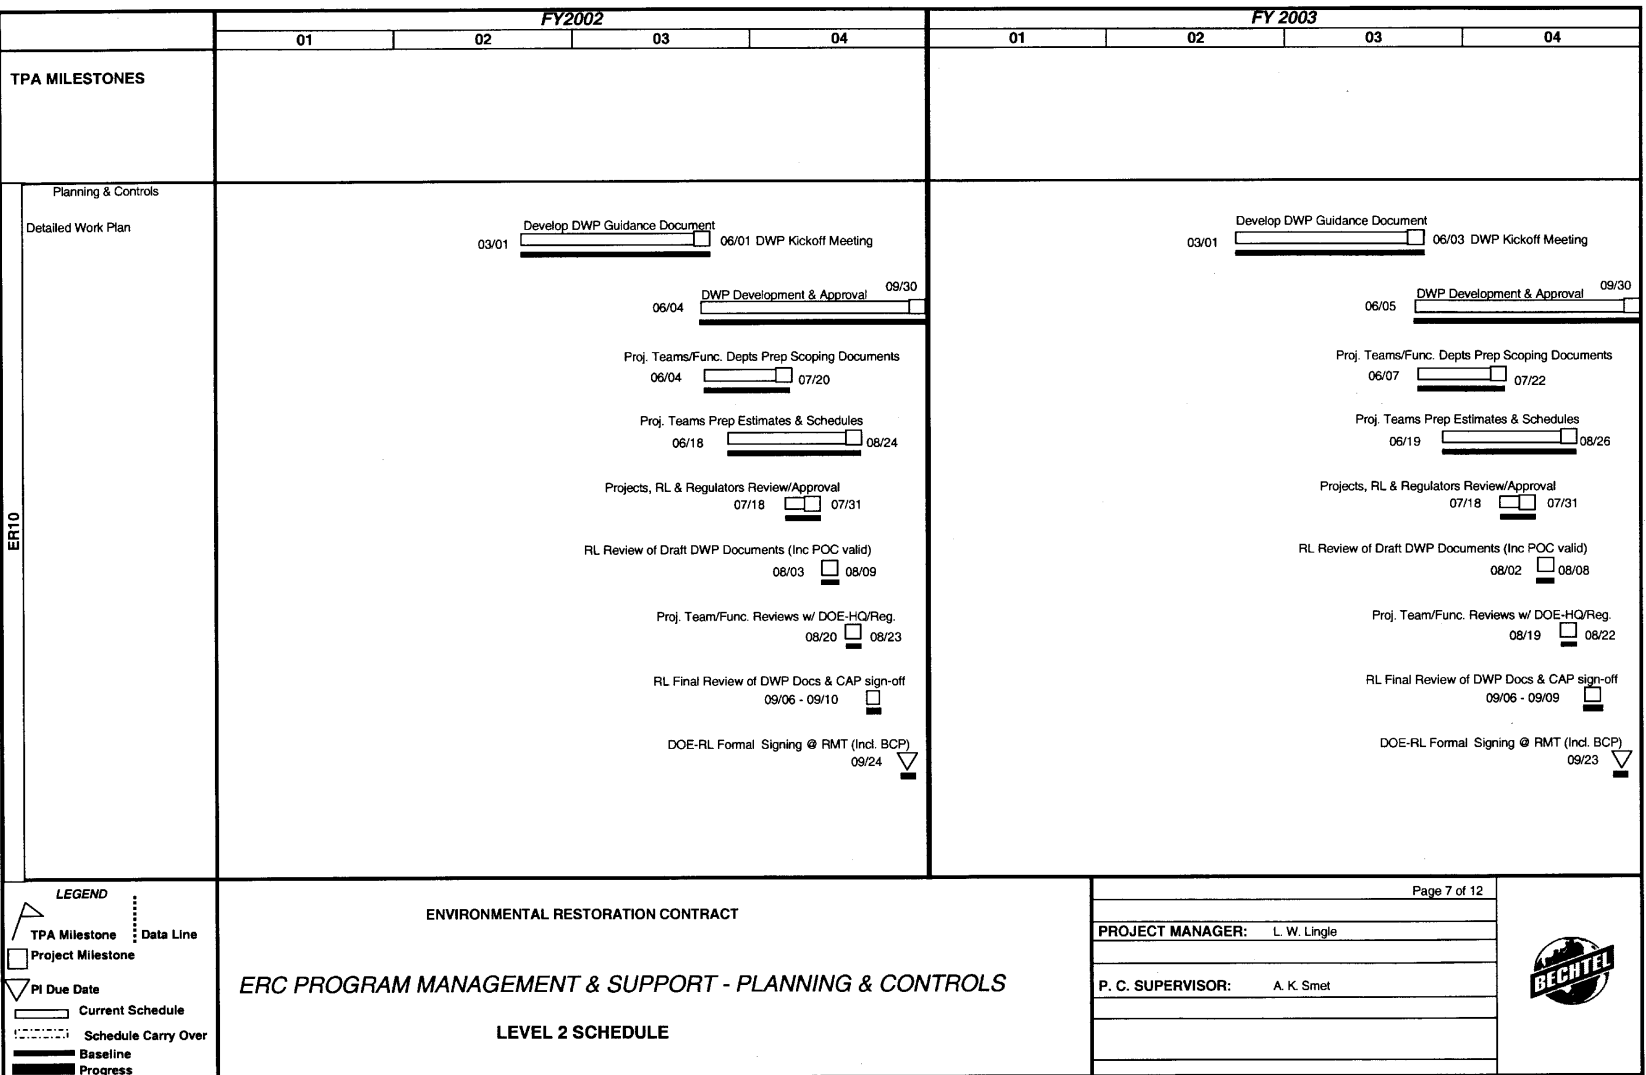 FY2002
FY 2003
01 02 03 04 01 02 03 04
TPA MILESTONES
ER10
Planning & Controls
Detailed Work Plan
Develop DWP Guidance Document
03/01 06/01 DWP Kickoff Meeting
DWP Development & Approval 09/30
06/04
Proj. Teams/Func. Depts Prep Scoping Documents
06/04 07/20
Proj. Teams Prep Estimates & Schedules
06/18 08/24
Projects, RL & Regulators Review/Approval
07/18 07/31
RL Review of Draft DWP Documents (Inc POC valid)
08/03 08/09
Proj. Team/Func. Reviews w/ DOE-HQ/Reg.
08/20 08/23
RL Final Review of DWP Docs & CAP sign-off
09/06 - 09/10
DOE-RL Formal Signing @ RMT (Incl. BCP)
09/24
Develop DWP Guidance Document
03/01 06/03 DWP Kickoff Meeting
DWP Development & Approval 09/30
06/05
Proj. Teams/Func. Depts Prep Scoping Documents
06/07 07/22
Proj. Teams Prep Estimates & Schedules
06/19 08/26
Projects, RL & Regulators Review/Approval
07/18 07/31
RL Review of Draft DWP Documents (Inc POC valid)
08/02 08/08
Proj. Team/Func. Reviews w/ DOE-HQ/Reg.
08/19 08/22
RL Final Review of DWP Docs & CAP sign-off
09/06 - 09/09
DOE-RL Formal Signing @ RMT (Incl. BCP)
09/23
LEGEND
TPA Milestone Data Line
Project Milestone
PI Due Date
Current Schedule
Schedule Carry Over
Baseline
Progress
ENVIRONMENTAL RESTORATION CONTRACT
ERC PROGRAM MANAGEMENT & SUPPORT - PLANNING & CONTROLS
LEVEL 2 SCHEDULE
Page 7 of 12
PROJECT MANAGER: L. W. Lingle
P. C. SUPERVISOR: A. K. Smet
BECHTEL